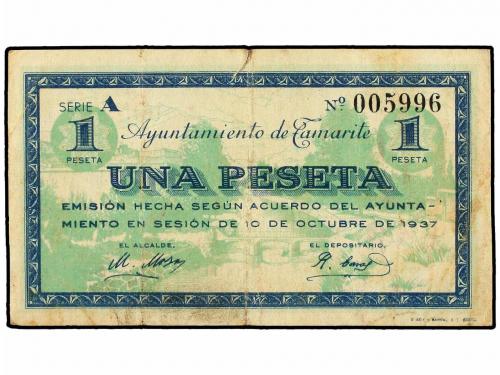 SERIE A Nº 005996
1 Ayuntamiento de Tamarite 1
PESETA PESETA
UNA PESETA
EMISIÓN HECHA SEGÚN ACUERDO DEL AYUNTA-
MIENTO EN SESIÓN DE 10 DE OCTUBRE DE 1937
EL ALCALDE, EL DEPOSITARIO,
M. Mosa